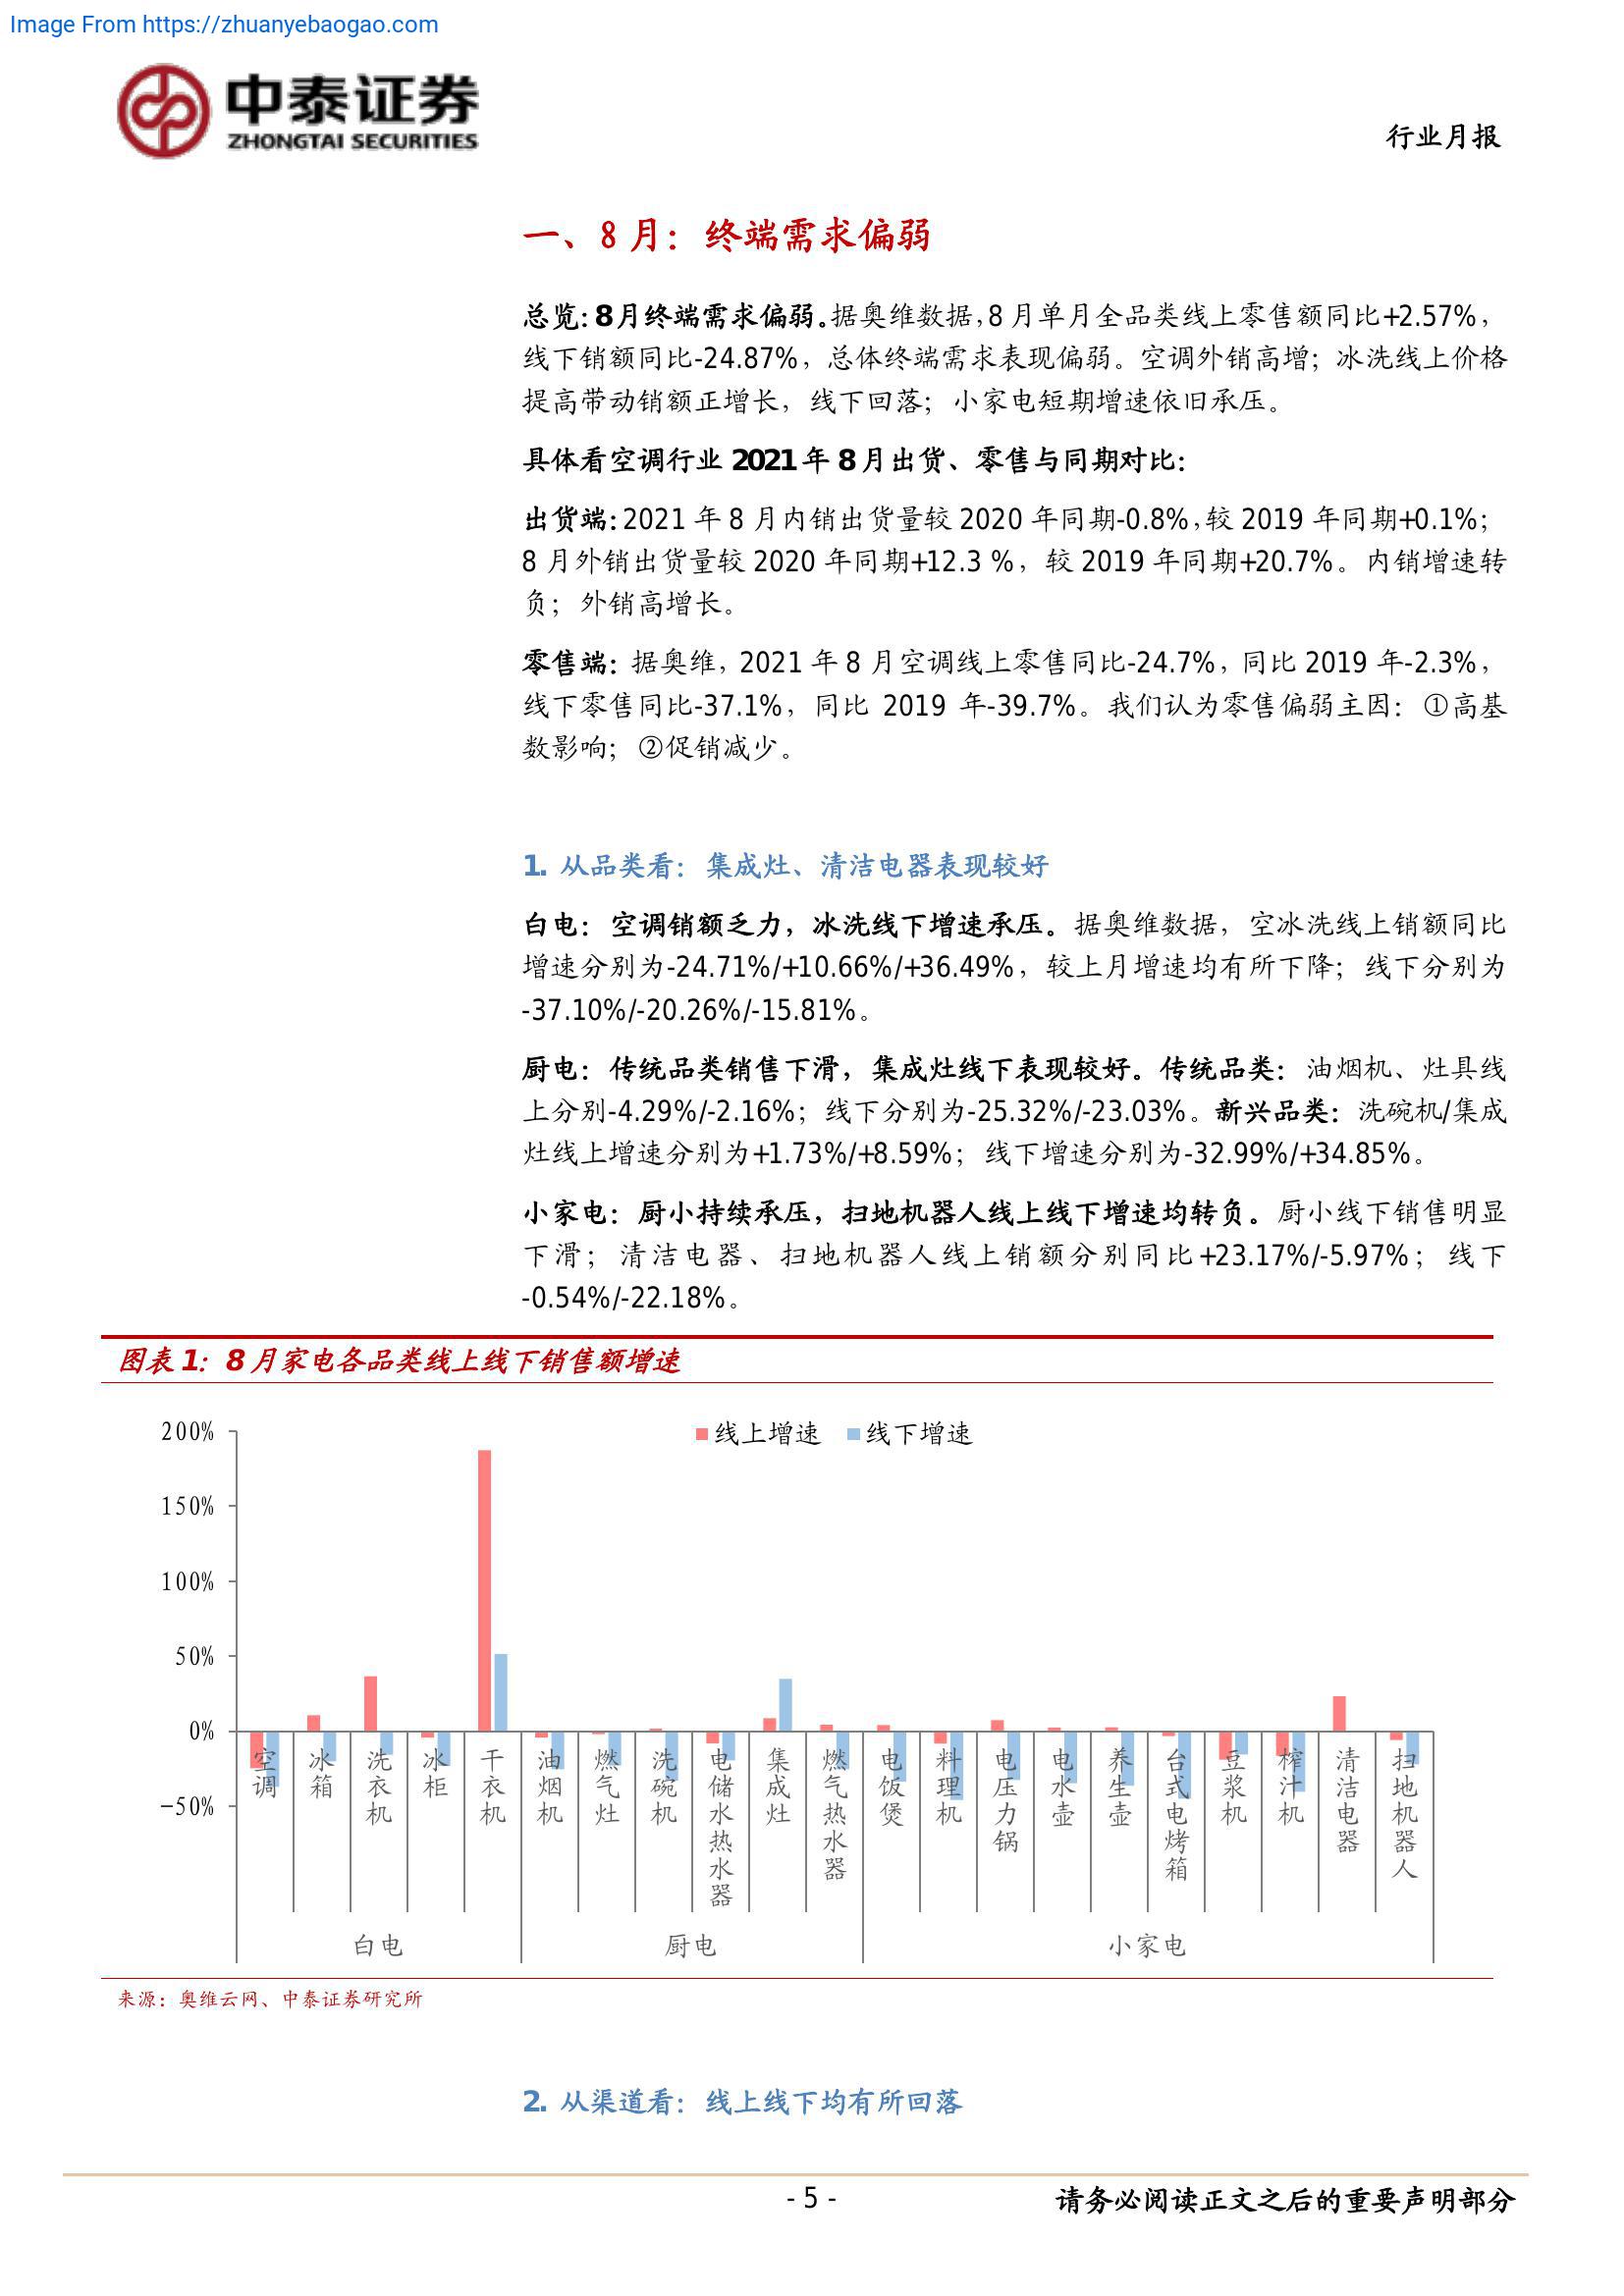 Image From https://zhuanyebaogao.com
中泰证券
ZHONGTAI SECURITIES
行业月报
一、8 月：终端需求偏弱
总览：8月终端需求偏弱。据奥维数据，8 月单月全品类线上零售额同比+2.57%，
线下销额同比-24.87%，总体终端需求表现偏弱。空调外销高增；冰洗线上价格
提高带动销额正增长，线下回落；小家电短期增速依旧承压。
具体看空调行业 2021 年 8 月出货、零售与同期对比：
出货端：2021 年 8 月内销出货量较 2020 年同期-0.8%，较 2019 年同期+0.1%；
8 月外销出货量较 2020 年同期+12.3 %，较 2019 年同期+20.7%。内销增速转
负；外销高增长。
零售端：据奥维，2021 年 8 月空调线上零售同比-24.7%，同比 2019 年-2.3%，
线下零售同比-37.1%，同比 2019 年-39.7%。我们认为零售偏弱主因：①高基
数影响；②促销减少。
1. 从品类看：集成灶、清洁电器表现较好
白电：空调销额乏力，冰洗线下增速承压。据奥维数据，空冰洗线上销额同比
增速分别为-24.71%/+10.66%/+36.49%，较上月增速均有所下降；线下分别为
-37.10%/-20.26%/-15.81%。
厨电：传统品类销售下滑，集成灶线下表现较好。传统品类：油烟机、灶具线
上分别-4.29%/-2.16%；线下分别为-25.32%/-23.03%。新兴品类：洗碗机/集成
灶线上增速分别为+1.73%/+8.59%；线下增速分别为-32.99%/+34.85%。
小家电：厨小持续承压，扫地机器人线上线下增速均转负。厨小线下销售明显
下滑；清洁电器、扫地机器人线上销额分别同比+23.17%/-5.97%；线下
-0.54%/-22.18%。
图表 1：8 月家电各品类线上线下销售额增速
线上增速 线下增速
200%
150%
100%
50%
0%
-50%
空调 冰箱 洗衣机 冰柜 干衣机 油烟机 燃气灶 洗碗机 电储水热水器 集成灶 燃气热水器 电饭煲 料理机 电压力锅 电水壶 养生壶 台式电烤箱 豆浆机 榨汁机 清洁电器 扫地机器人
白电 厨电 小家电
来源：奥维云网、中泰证券研究所
2. 从渠道看：线上线下均有所回落
- 5 -
请务必阅读正文之后的重要声明部分